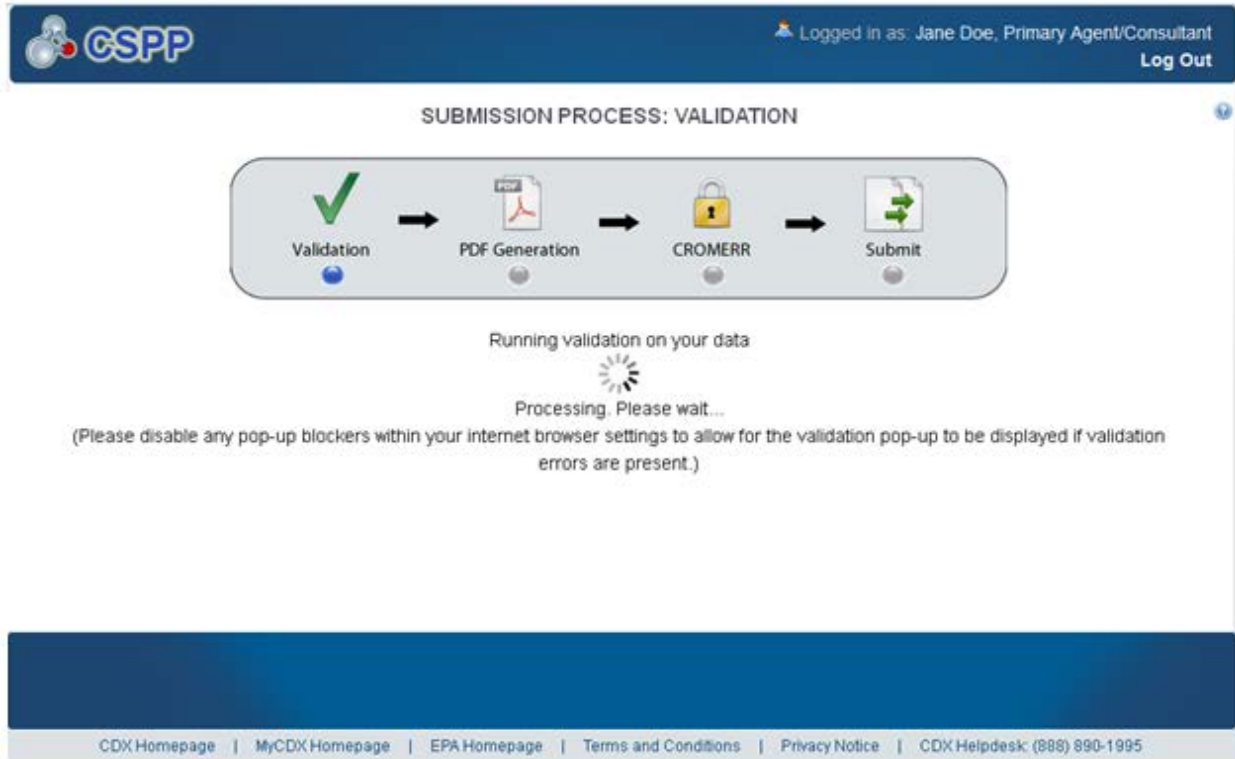 CSPP
Logged in as: Jane Doe, Primary Agent/Consultant
Log Out
SUBMISSION PROCESS: VALIDATION
PDF
Validation
PDF Generation
CROMERR
Submit
Running validation on your data
Processing. Please wait...
(Please disable any pop-up blockers within your internet browser settings to allow for the validation pop-up to be displayed if validation
errors are present.)
CDX Homepage | MyCDX Homepage | EPA Homepage | Terms and Conditions | Privacy Notice | CDX Helpdesk: (888) 890-1995